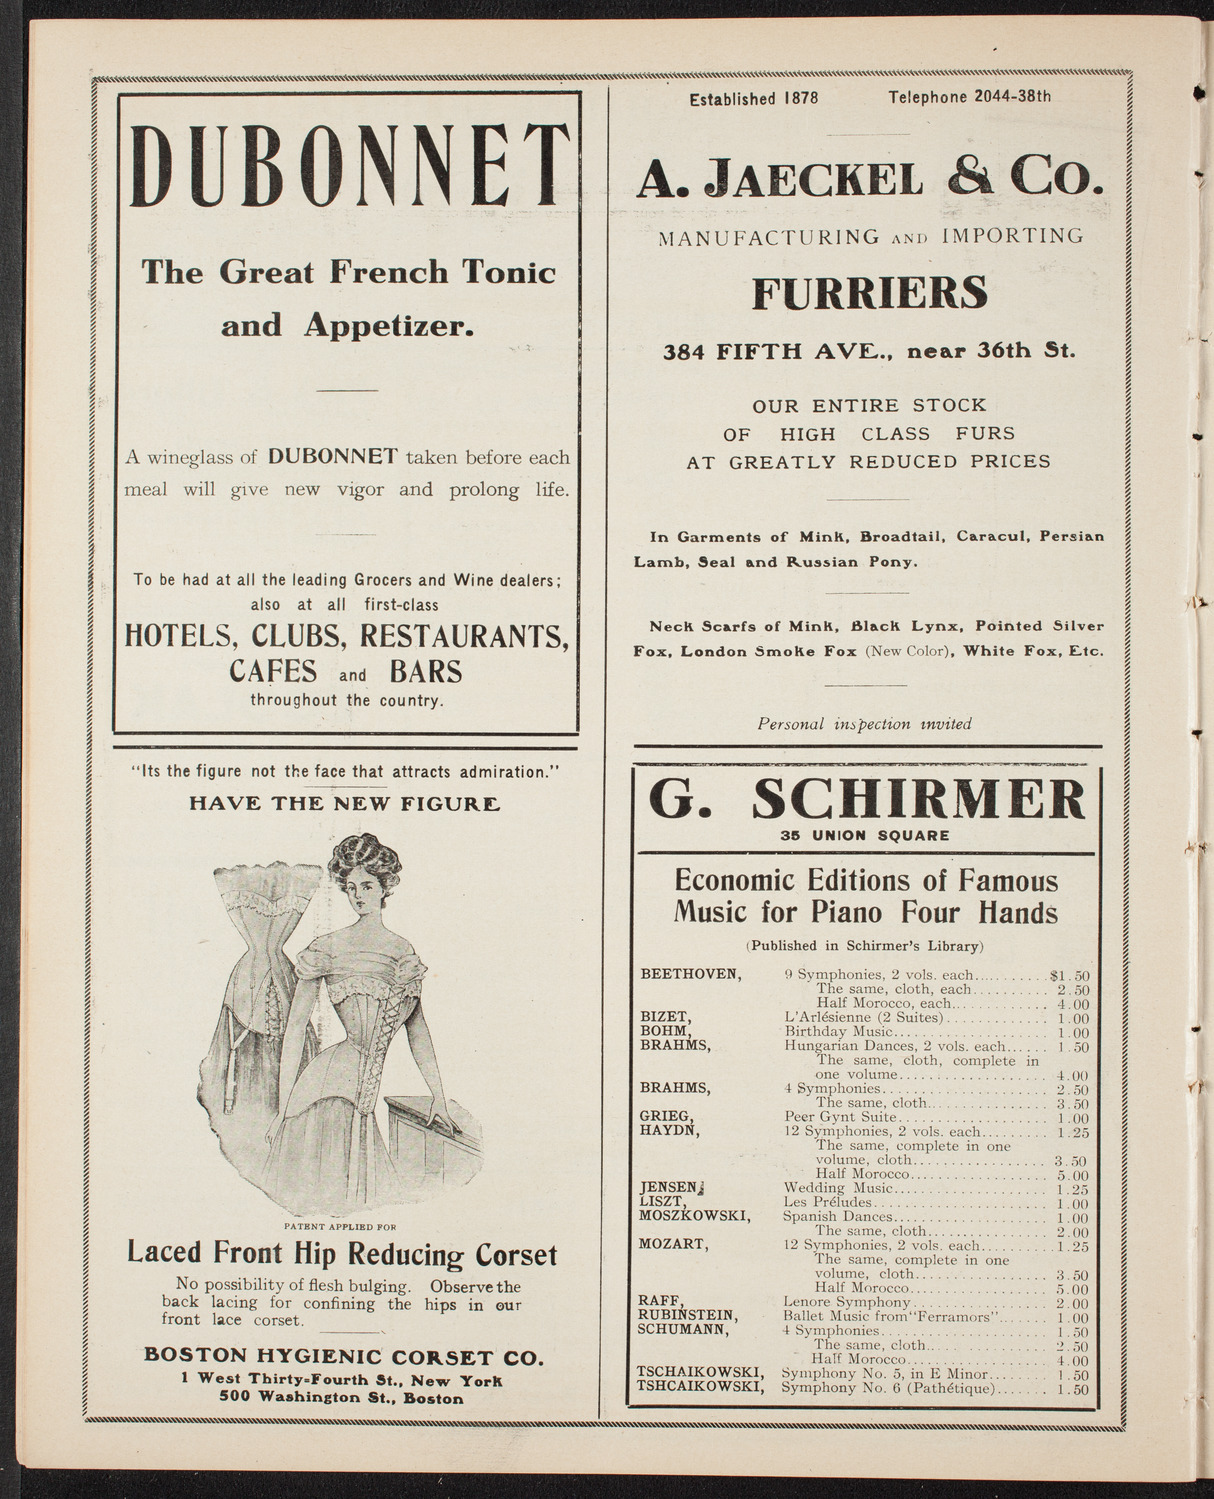 DUBONNET
The Great French Tonic
and Appetizer.
A wineglass of DUBONNET taken before each
meal will give new vigor and prolong life.
To be had at all the leading Grocers and Wine dealers;
also at all first-class
HOTELS, CLUBS, RESTAURANTS,
CAFES and BARS
throughout the country.
"Its the figure not the face that attracts admiration."
HAVE THE NEW FIGURE
PATENT APPLIED FOR
Laced Front Hip Reducing Corset
No possibility of flesh bulging. Observe the
back lacing for confining the hips in our
front lace corset.
BOSTON HYGIENIC CORSET CO.
1 West Thirty-Fourth St., New York
500 Washington St., Boston
Established 1878 Telephone 2044-38th
A. JAECKEL & CO.
MANUFACTURING AND IMPORTING
FURRIERS
384 FIFTH AVE., near 36th St.
OUR ENTIRE STOCK
OF HIGH CLASS FURS
AT GREATLY REDUCED PRICES
In Garments of Mink, Broadtail, Caracul, Persian
Lamb, Seal and Russian Pony.
Neck Scarfs of Mink, Black Lynx, Pointed Silver
Fox, London Smoke Fox (New Color), White Fox, Etc.
Personal inspection invited
G. SCHIRMER
35 UNION SQUARE
Economic Editions of Famous
Music for Piano Four Hands
(Published in Schirmer's Library)
BEETHOVEN, 9 Symphonies, 2 vols. each..........$1.50
The same, cloth, each.......... 2.50
Half Morocco, each............ 4.00
BIZET, L'Arlésienne (2 Suites)............. 1.00
BOHM, Birthday Music................... 1.00
BRAHMS, Hungarian Dances, 2 vols. each...... 1.50
The same, cloth, complete in
one volume................... 4.00
BRAHMS, 4 Symphonies..................... 2.50
The same, cloth............... 3.50
GRIEG, Peer Gynt Suite................... 1.00
HAYDN, 12 Symphonies, 2 vols. each......... 1.25
The same, complete in one
volume, cloth................. 3.50
Half Morocco................. 5.00
JENSEN, Wedding Music.................... 1.25
LISZT, Les Préludes...................... 1.00
MOSZKOWSKI, Spanish Dances.................... 1.00
The same, cloth............... 2.00
MOZART, 12 Symphonies, 2 vols. each......... 1.25
The same, complete in one
volume, cloth................. 3.50
Half Morocco................. 5.00
RAFF, Lenore Symphony.................. 2.00
RUBINSTEIN, Ballet Music from "Ferramors"....... 1.00
SCHUMANN, 4 Symphonies..................... 1.50
The same, cloth............... 2.50
Half Morocco.................. 4.00
TSCHAIKOWSKI, Symphony No. 5, in E Minor......... 1.50
TSHCAIKOWSKI, Symphony No. 6 (Pathétique)....... 1.50